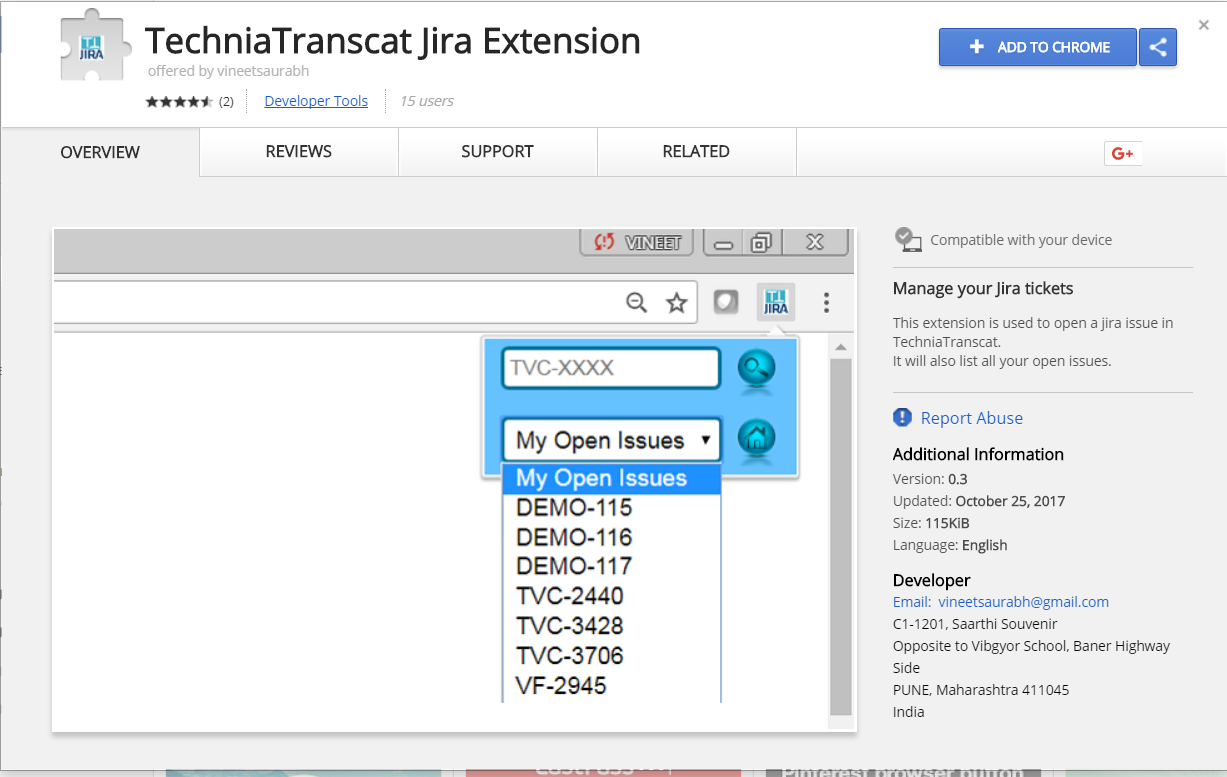 TechniaTranscat Jira Extension
offered by vineetsaurabh
(2)
Developer Tools
15 users
ADD TO CHROME
JIRA
OVERVIEW
REVIEWS
SUPPORT
RELATED
G+
VINEET
JIRA
TVC-XXXX
My Open Issues
My Open Issues
DEMO-115
DEMO-116
DEMO-117
TVC-2440
TVC-3428
TVC-3706
VF-2945
Compatible with your device
Manage your Jira tickets
This extension is used to open a jira issue in
TechniaTranscat.
It will also list all your open issues.
Report Abuse
Additional Information
Version: 0.3
Updated: October 25, 2017
Size: 115KiB
Language: English
Developer
Email: vineetsaurabh@gmail.com
C1-1201, Saarthi Souvenir
Opposite to Vibgyor School, Baner Highway
Side
PUNE, Maharashtra 411045
India
Pinterest browser button